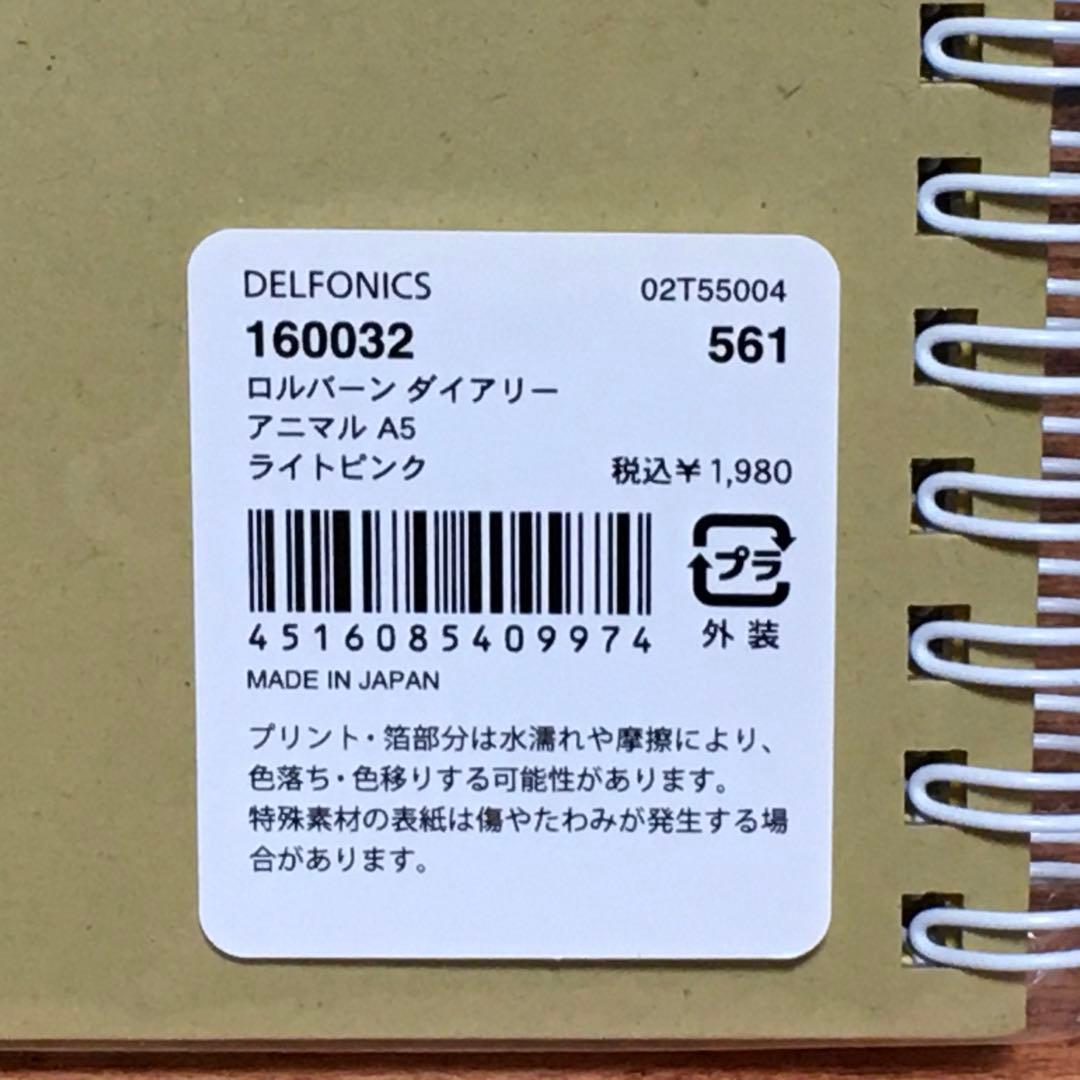 DELFONICS 02T55004
160032 561
ロルバーン ダイアリー
アニマル A5
ライトピンク 税込¥1,980
プラ
外装
4516085409974
MADE IN JAPAN
プリント・箔部分は水濡れや摩擦により、
色落ち・色移りする可能性があります。
特殊素材の表紙は傷やたわみが発生する場
合があります。